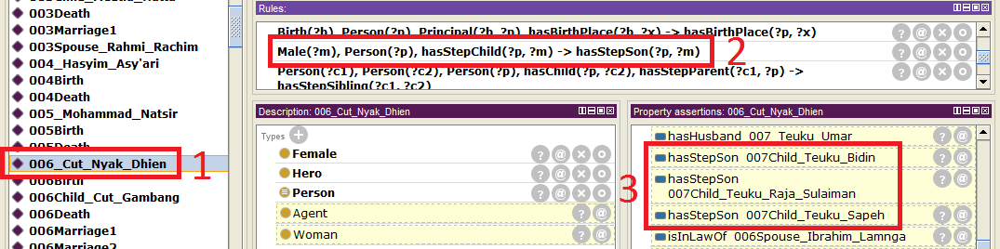 003Death
003Marriage1
003Spouse_Rahmi_Rachim
004_Hasyim_Asy'ari
004Birth
004Death
005_Mohammad_Natsir
005Birth
005Death
006_Cut_Nyak_Dhien
1
006Birth
006Child_Cut_Gambang
006Death
006Marriage1
006Marriage2
Rules:
Birth(?b), Person(?p), Principal(?b, ?p), hasBirthPlace(?b, ?x) -> hasBirthPlace(?p, ?x)
Male(?m), Person(?p), hasStepChild(?p, ?m) -> hasStepSon(?p, ?m)
2
Person(?c1), Person(?c2), Person(?p), hasChild(?p, ?c2), hasStepParent(?c1, ?p) ->
hasStepSibling(?c1, ?c2)
Description: 006_Cut_Nyak_Dhien
Types
Female
Hero
Person
Agent
Woman
Property assertions: 006_Cut_Nyak_Dhien
hasHusband 007_Teuku_Umar
3
hasStepSon 007Child_Teuku_Bidin
hasStepSon
007Child_Teuku_Raja_Sulaiman
hasStepSon 007Child_Teuku_Sapeh
isInLawOf 006Spouse_Ibrahim_Lamnga